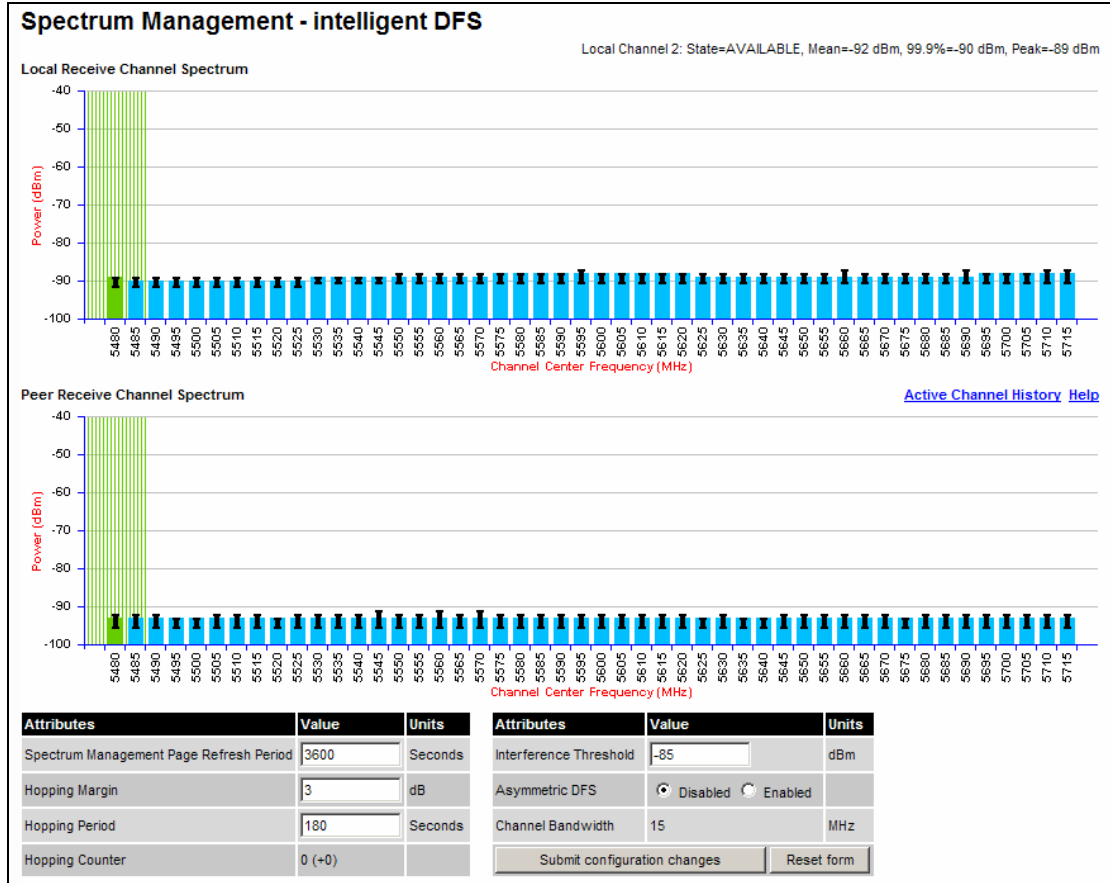 Spectrum Management - intelligent DFS
Local Channel 2: State=AVAILABLE, Mean=-92 dBm, 99.9%=-90 dBm, Peak=-89 dBm
Local Receive Channel Spectrum
-40
-50
-60
-70
-80
-90
-100
Power (dBm)
5480 5485 5490 5495 5500 5505 5510 5515 5520 5525 5530 5535 5540 5545 5550 5555 5560 5565 5570 5575 5580 5585 5590 5595 5600 5605 5610 5615 5620 5625 5630 5635 5640 5645 5650 5655 5660 5665 5670 5675 5680 5685 5690 5695 5700 5705 5710 5715
Channel Center Frequency (MHz)
Peer Receive Channel Spectrum
Active Channel History Help
-40
-50
-60
-70
-80
-90
-100
Power (dBm)
5480 5485 5490 5495 5500 5505 5510 5515 5520 5525 5530 5535 5540 5545 5550 5555 5560 5565 5570 5575 5580 5585 5590 5595 5600 5605 5610 5615 5620 5625 5630 5635 5640 5645 5650 5655 5660 5665 5670 5675 5680 5685 5690 5695 5700 5705 5710 5715
Channel Center Frequency (MHz)
Attributes Value Units
Spectrum Management Page Refresh Period 3600 Seconds
Hopping Margin 3 dB
Hopping Period 180 Seconds
Hopping Counter 0 (+0)
Attributes Value Units
Interference Threshold -85 dBm
Asymmetric DFS Disabled Enabled
Channel Bandwidth 15 MHz
Submit configuration changes Reset form